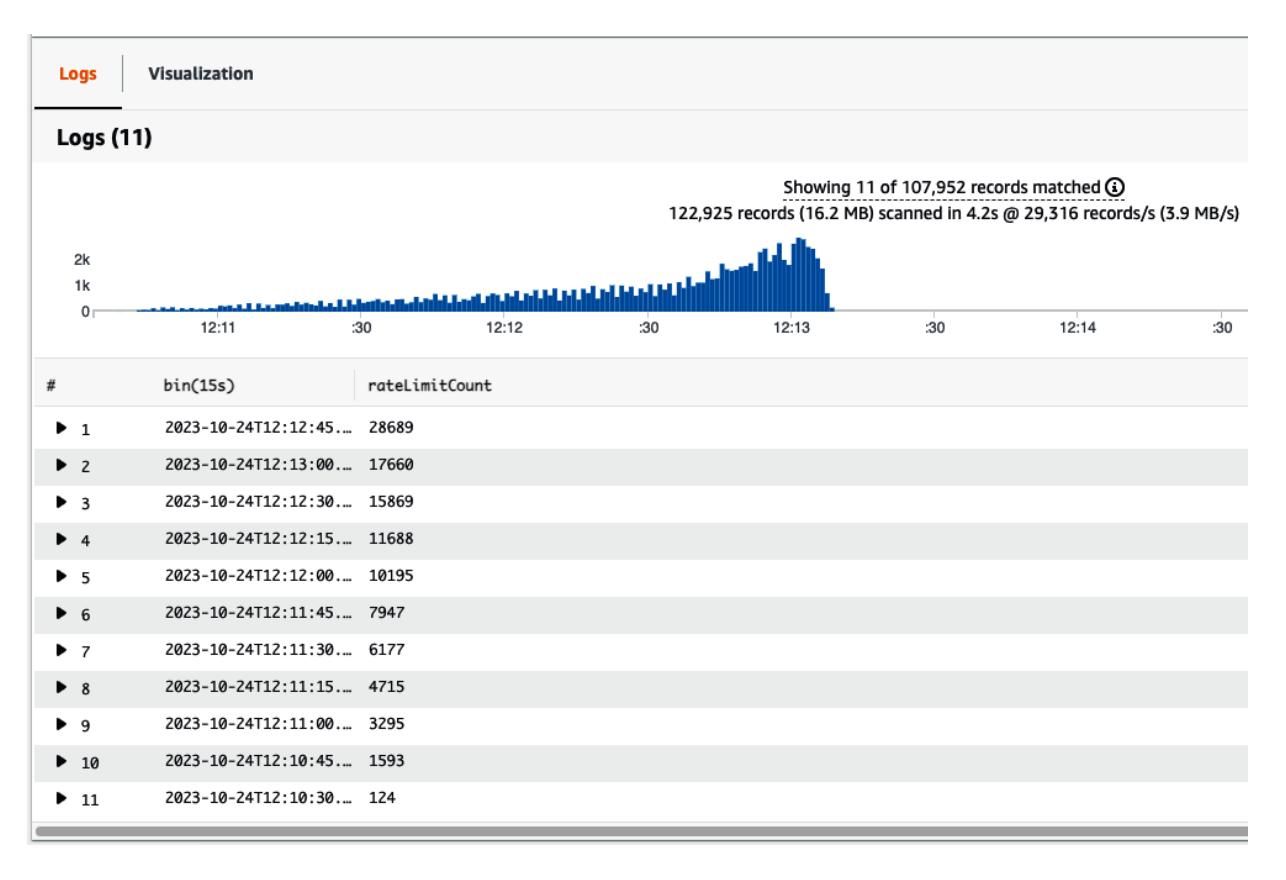 Logs Visualization
Logs (11)
Showing 11 of 107,952 records matched
122,925 records (16.2 MB) scanned in 4.2s @ 29,316 records/s (3.9 MB/s)
2k
1k
0
12:11 :30 12:12 :30 12:13 :30 12:14 :30
# bin(15s) rateLimitCount
1 2023-10-24T12:12:45.… 28689
2 2023-10-24T12:13:00.… 17660
3 2023-10-24T12:12:30.… 15869
4 2023-10-24T12:12:15.… 11688
5 2023-10-24T12:12:00.… 10195
6 2023-10-24T12:11:45.… 7947
7 2023-10-24T12:11:30.… 6177
8 2023-10-24T12:11:15.… 4715
9 2023-10-24T12:11:00.… 3295
10 2023-10-24T12:10:45.… 1593
11 2023-10-24T12:10:30.… 124